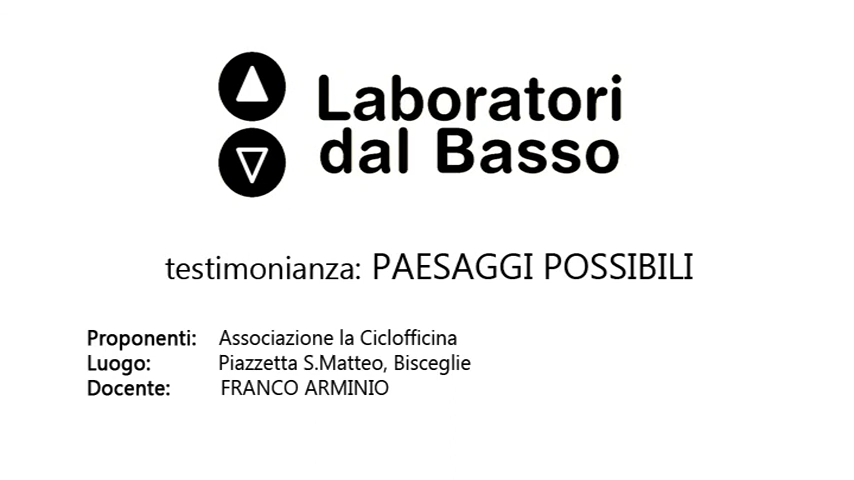 Laboratori
dal Basso
testimonianza: PAESAGGI POSSIBILI
Proponenti: Associazione la Ciclofficina
Luogo: Piazzetta S.Matteo, Bisceglie
Docente: FRANCO ARMINIO